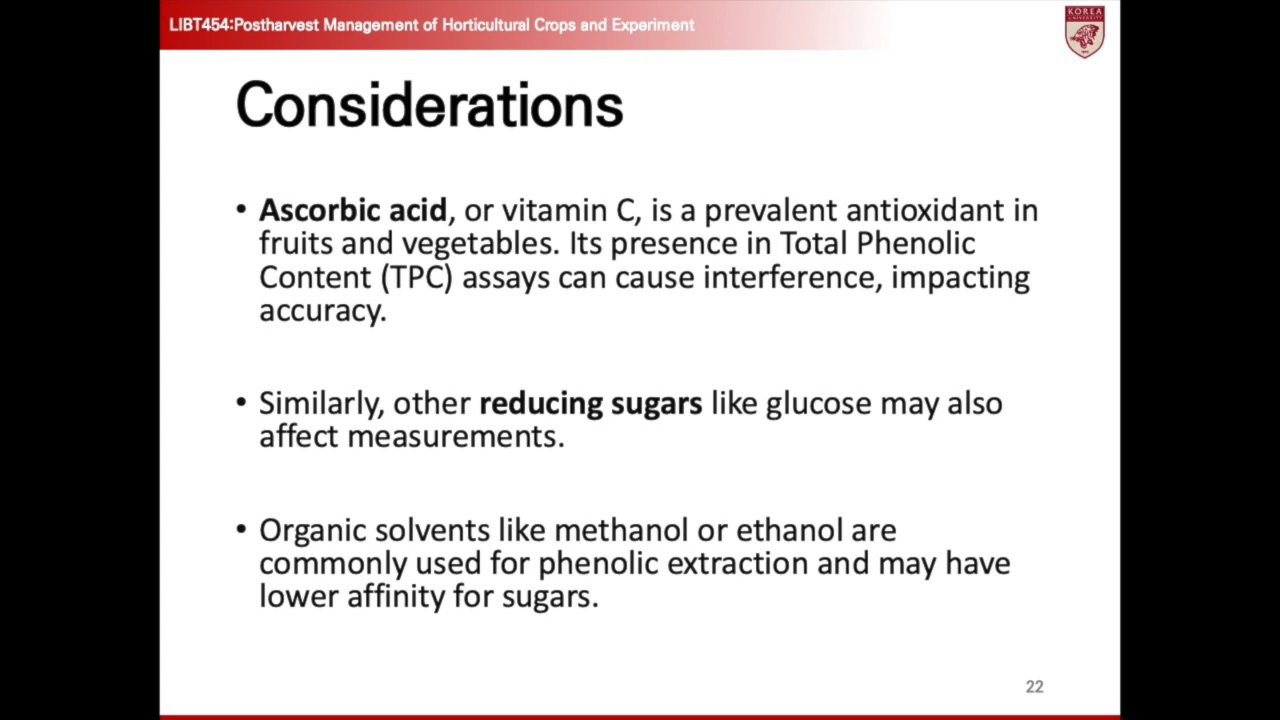 LIBT454:Postharvest Management of Horticultural Crops and Experiment
KOREA
UNIVERSITY
Considerations
• Ascorbic acid, or vitamin C, is a prevalent antioxidant in
fruits and vegetables. Its presence in Total Phenolic
Content (TPC) assays can cause interference, impacting
accuracy.
• Similarly, other reducing sugars like glucose may also
affect measurements.
• Organic solvents like methanol or ethanol are
commonly used for phenolic extraction and may have
lower affinity for sugars.
22